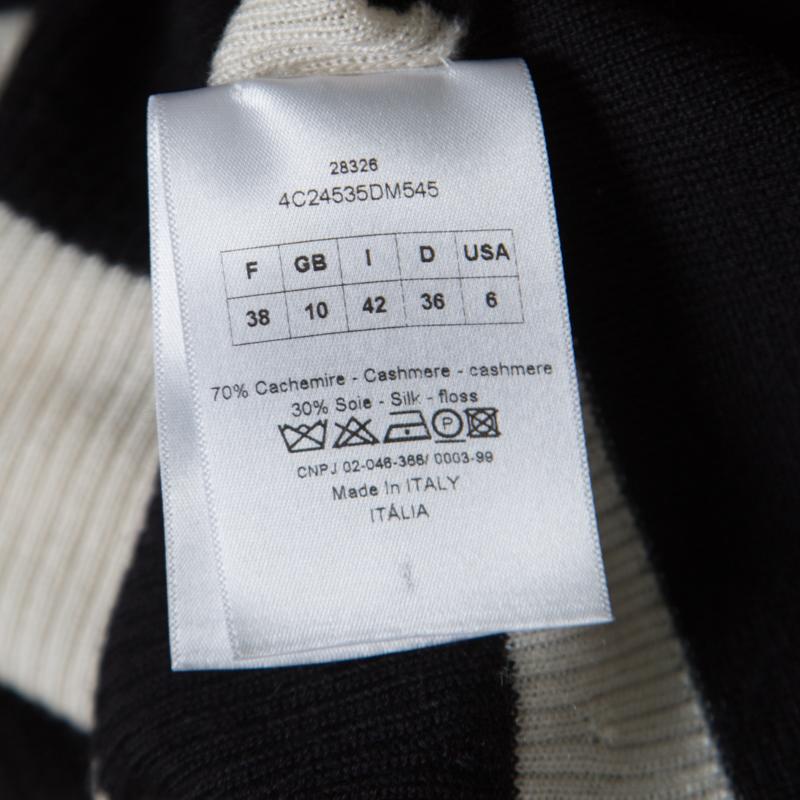 28326
4C24535DM545
F GB I D USA
38 10 42 36 6
70% Cachemire - Cashmere - cashmere
30% Soie - Silk - floss
P
CNPJ 02-046-366/ 0003-99
Made In ITALY
ITÁLIA